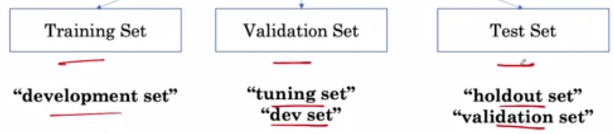 Training Set
Validation Set
Test Set
“development set”
“tuning set”
“holdout set”
“dev set”
“validation set”